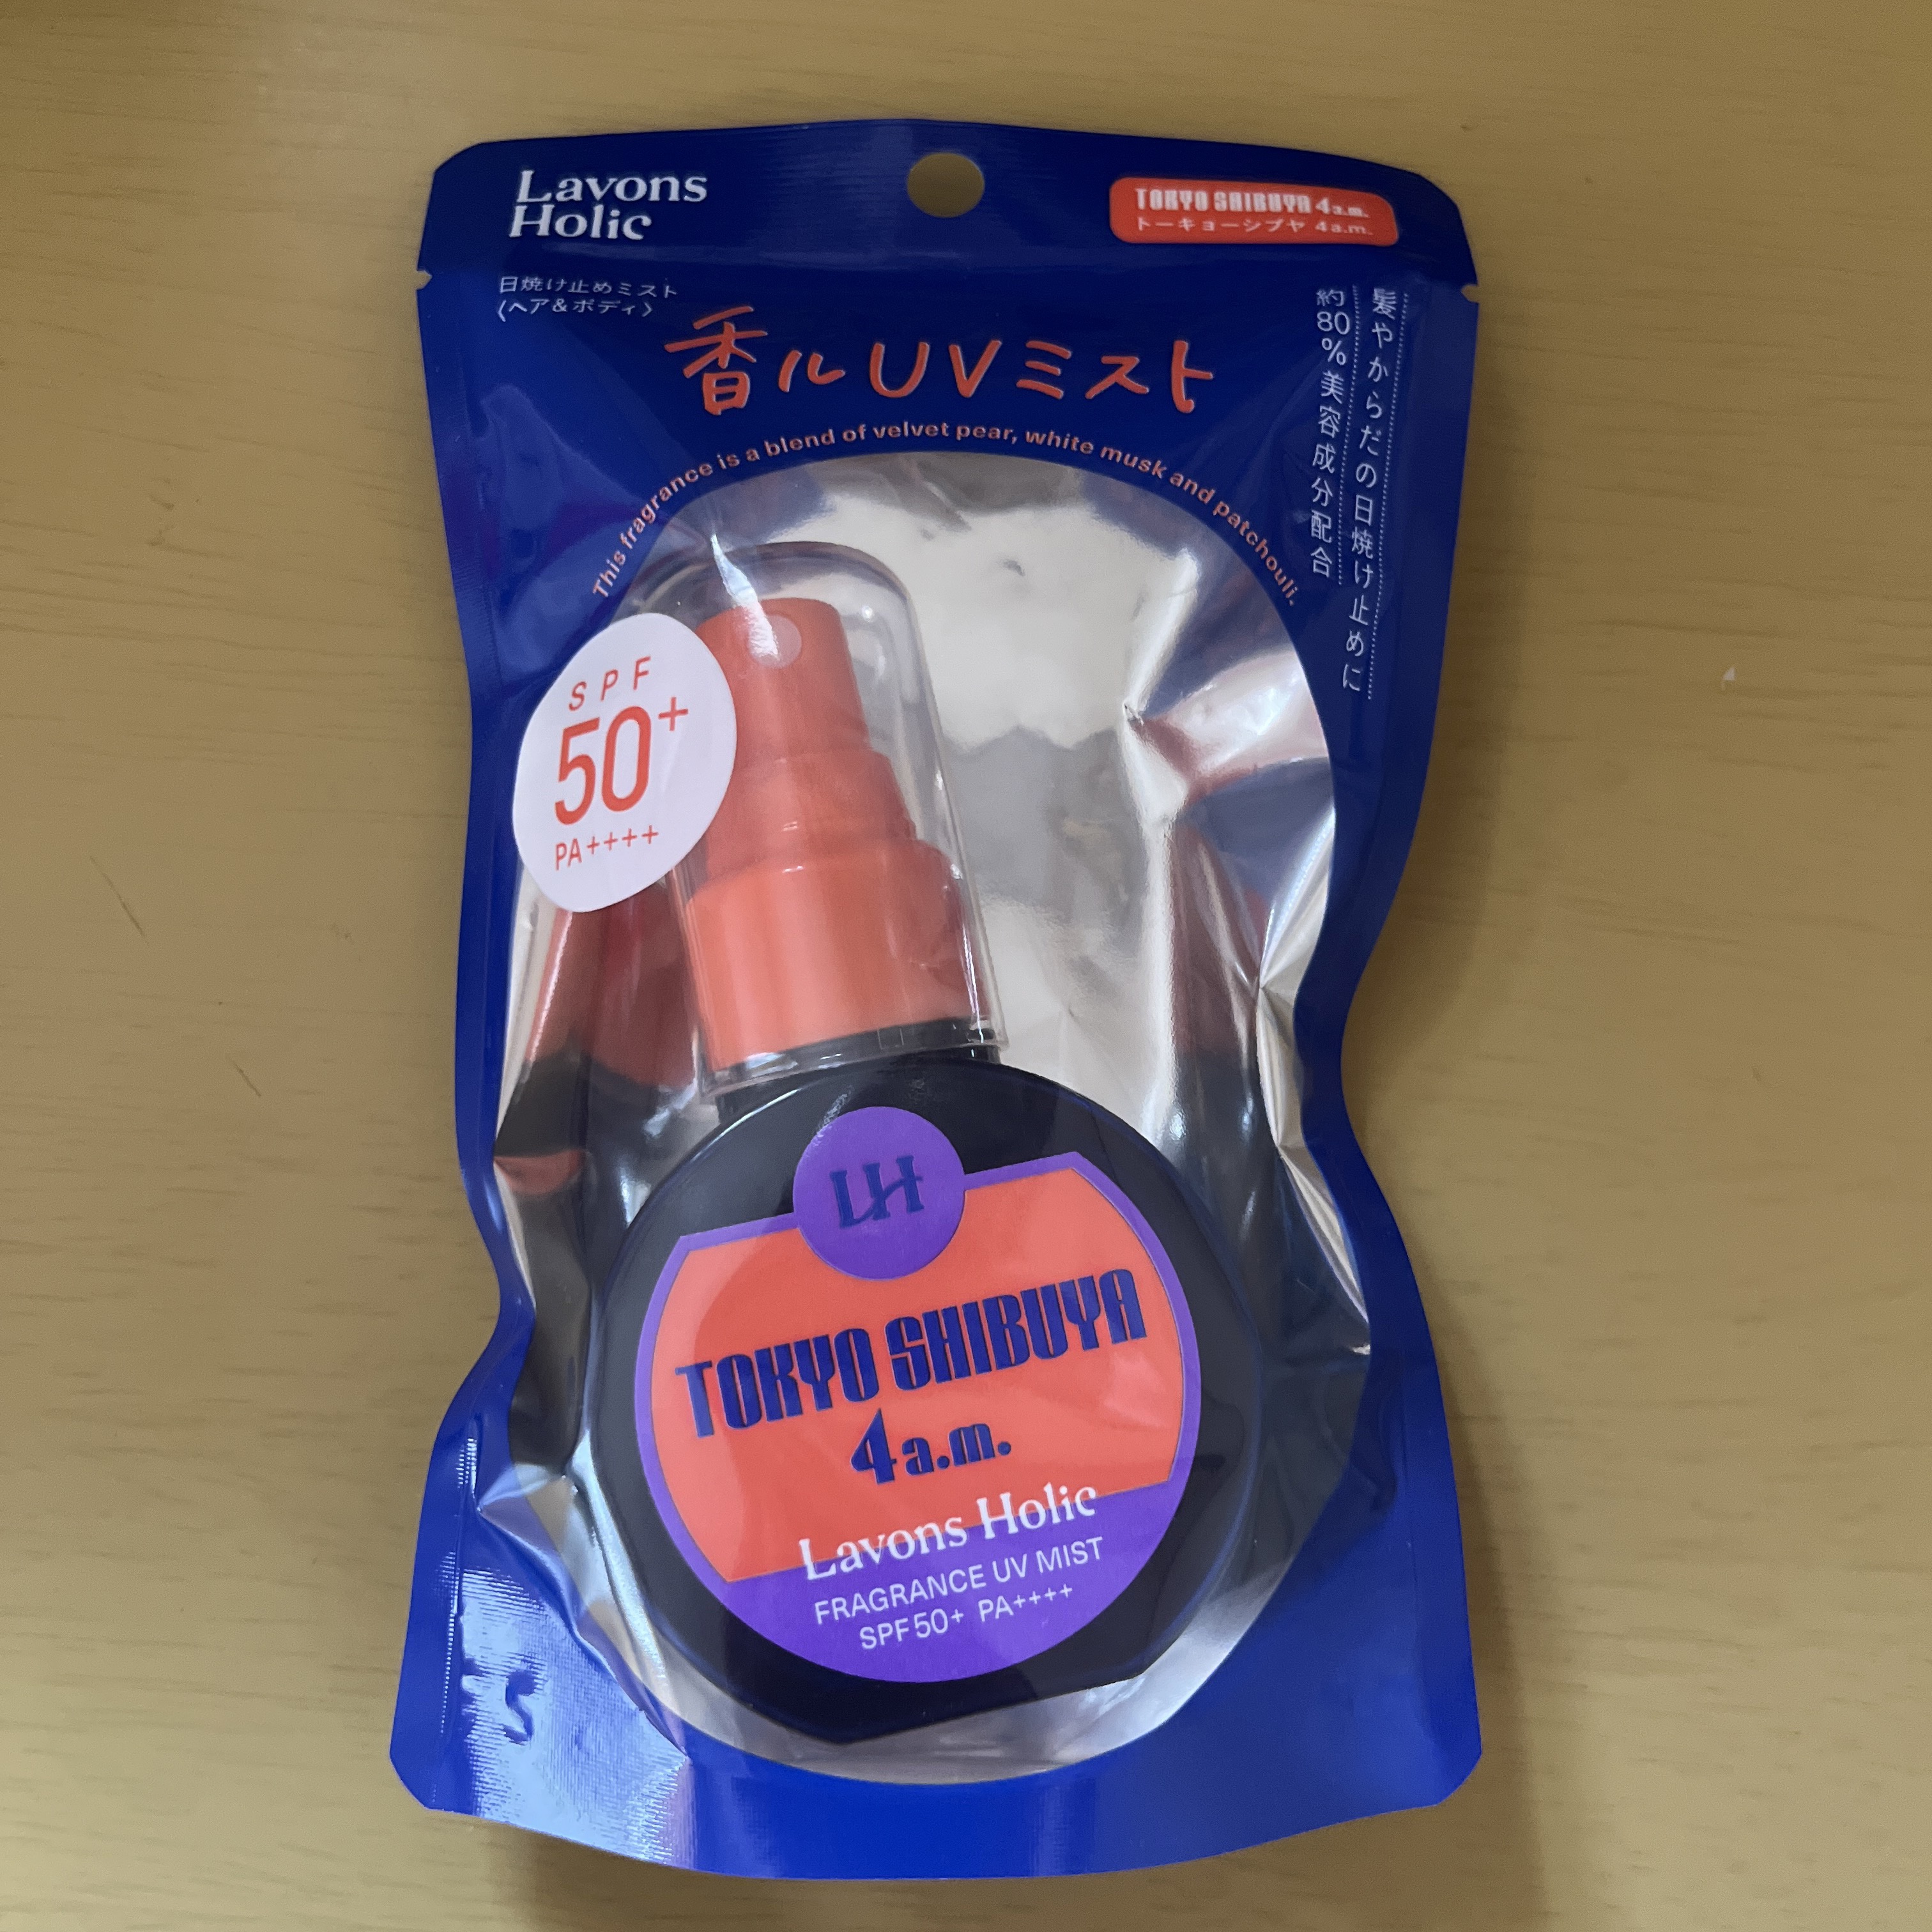 Lavons
Holic
TOKYO SHIBUYA 4a.m.
トーキョーシブヤ 4a.m.
日焼け止めミスト
〈ヘア&ボディ〉
香ルUVミスト
髪やからだの日焼け止めに
約80%美容成分配合
This fragrance is a blend of velvet pear, white musk and patchouli.
SPF
50+
PA++++
LH
TOKYO SHIBUYA
4a.m.
Lavons Holic
FRAGRANCE UV MIST
SPF50+ PA++++